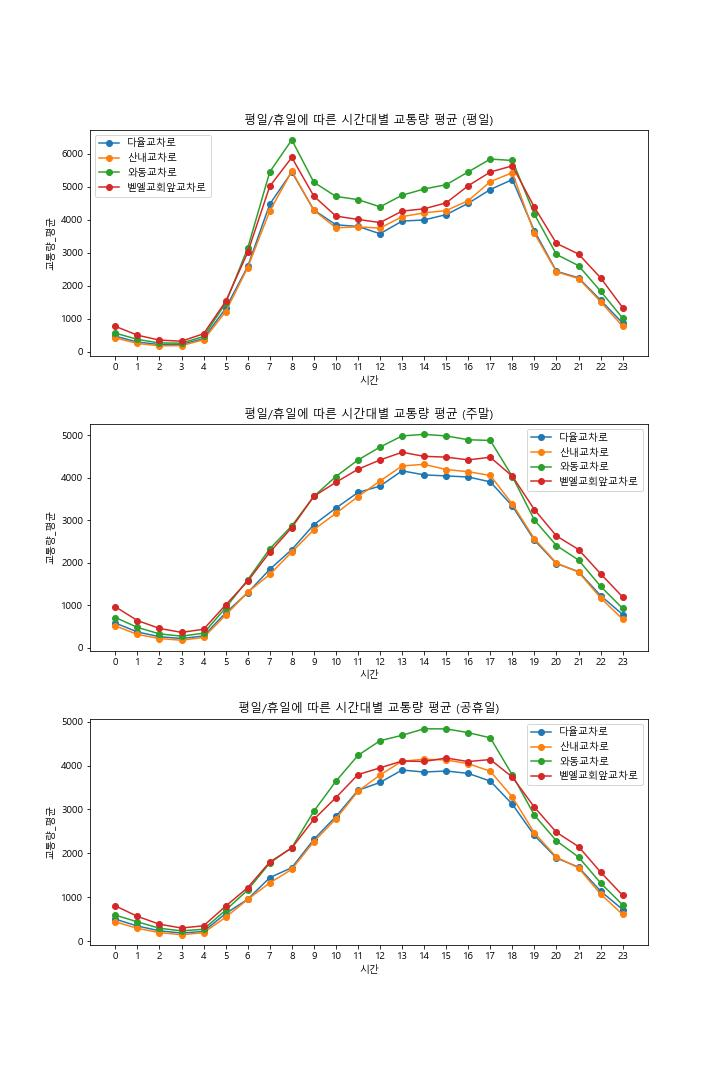 평일/휴일에 따른 시간대별 교통량 평균 (평일)
다율교차로
산내교차로
와동교차로
벧엘교회앞교차로
교통량_평균
6000
5000
4000
3000
2000
1000
0
0 1 2 3 4 5 6 7 8 9 10 11 12 13 14 15 16 17 18 19 20 21 22 23
시간
평일/휴일에 따른 시간대별 교통량 평균 (주말)
다율교차로
산내교차로
와동교차로
벧엘교회앞교차로
교통량_평균
5000
4000
3000
2000
1000
0
0 1 2 3 4 5 6 7 8 9 10 11 12 13 14 15 16 17 18 19 20 21 22 23
시간
평일/휴일에 따른 시간대별 교통량 평균 (공휴일)
다율교차로
산내교차로
와동교차로
벧엘교회앞교차로
교통량_평균
5000
4000
3000
2000
1000
0
0 1 2 3 4 5 6 7 8 9 10 11 12 13 14 15 16 17 18 19 20 21 22 23
시간